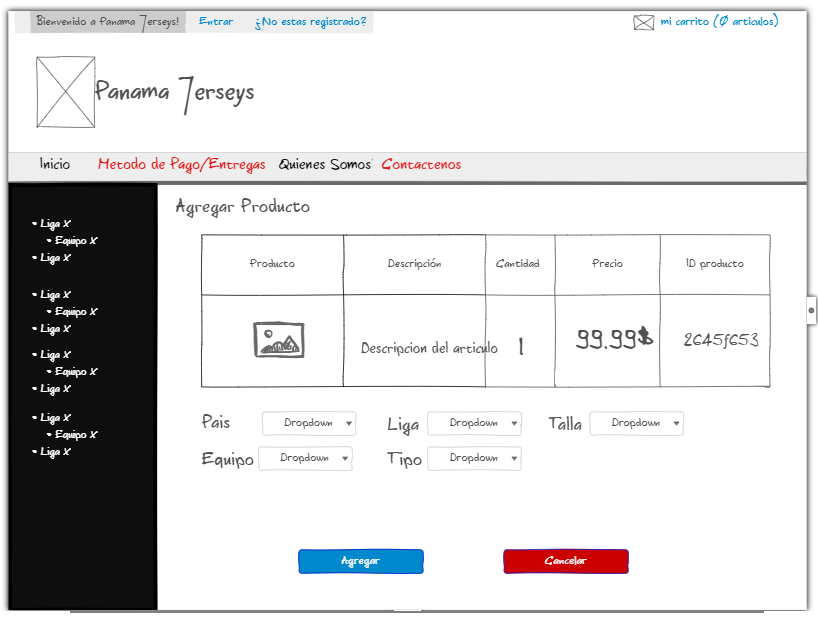 Bienvenido a Panama Jerseys! Entrar ¿No estas registrado? mi carrito (0 articulos)
Panama Jerseys
Inicio Metodo de Pago/Entregas Quienes Somos' Contactenos
• Liga X
• Equipo X
• Liga X
• Liga X
• Equipo X
• Liga X
• Liga X
• Equipo X
• Liga X
• Liga X
• Equipo X
• Liga X
Agregar Producto
Producto Descripción Cantidad Precio ID producto
Descripcion del articulo 1 99.99$ 2645f653
Pais Dropdown Liga Dropdown Talla Dropdown
Equipo Dropdown Tipo Dropdown
Agregar Cancelar